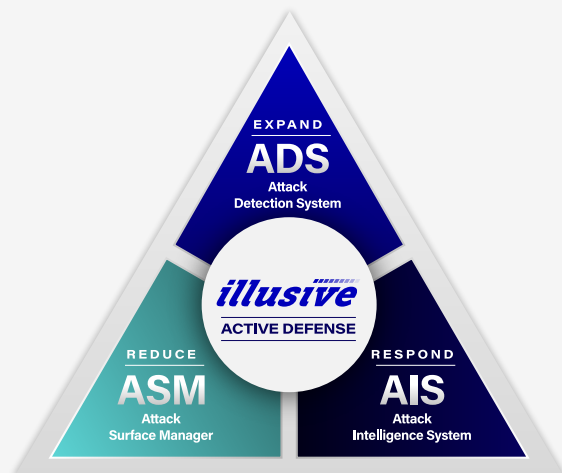 EXPAND
ADS
Attack
Detection System
illusive
ACTIVE DEFENSE
REDUCE
ASM
Attack
Surface Manager
RESPOND
AIS
Attack
Intelligence System